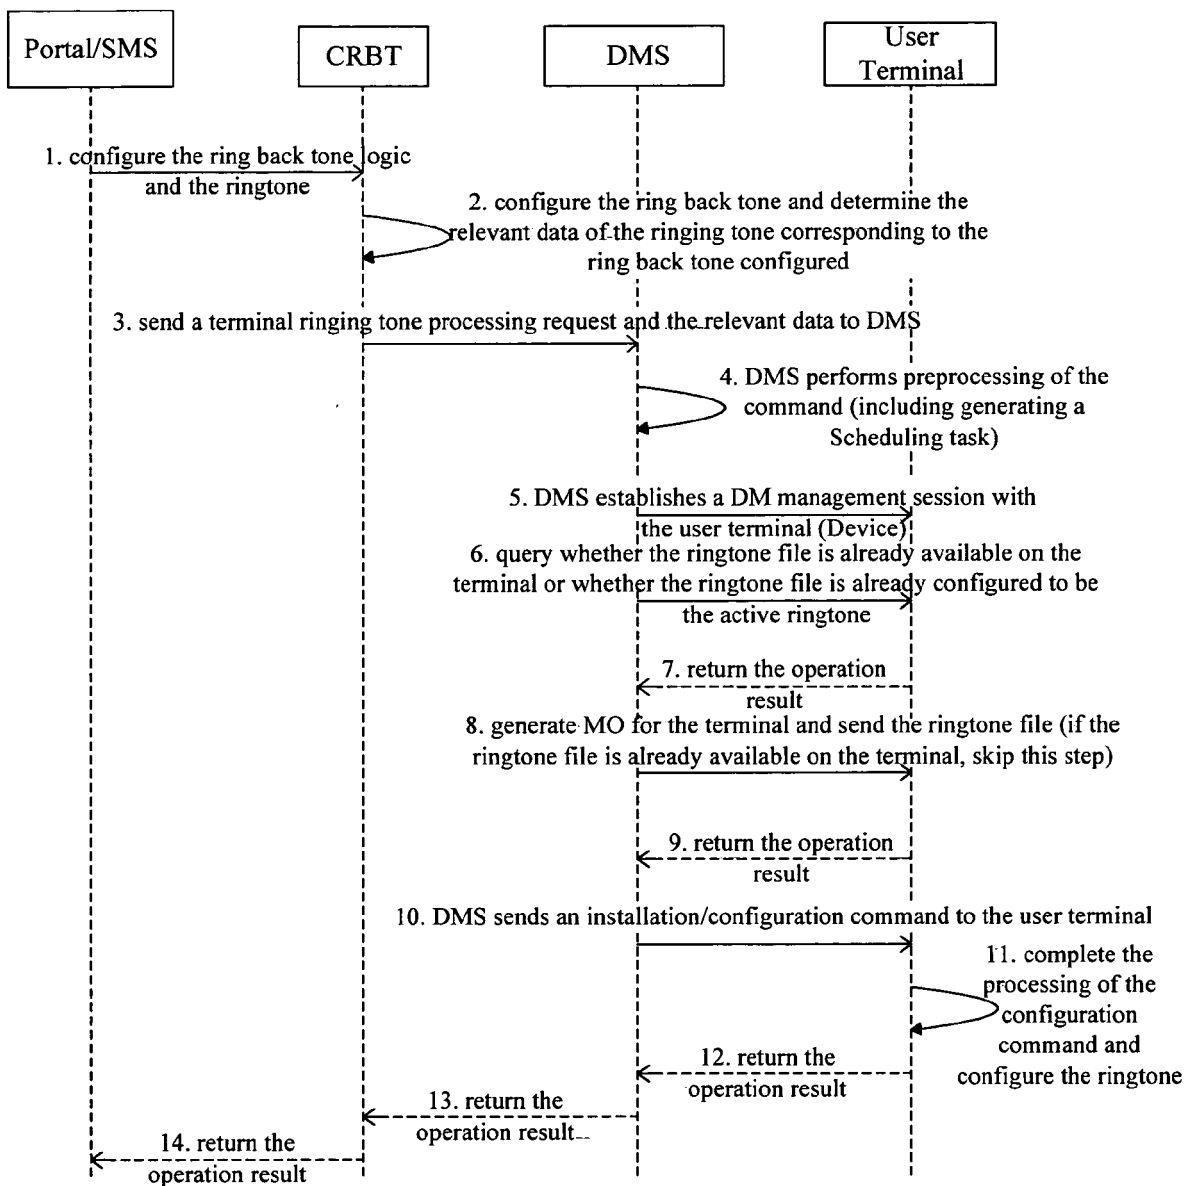 Portal/SMS
CRBT
DMS
User
Terminal
1. configure the ring back tone logic
and the ringtone
2. configure the ring back tone and determine the
relevant data of the ringing tone corresponding to the
ring back tone configured
3. send a terminal ringing tone processing request and the relevant data to DMS
4. DMS performs preprocessing of the
command (including generating a
Scheduling task)
5. DMS establishes a DM management session with
the user terminal (Device)
6. query whether the ringtone file is already available on the
terminal or whether the ringtone file is already configured to be
the active ringtone
7. return the operation
result
8. generate MO for the terminal and send the ringtone file (if the
ringtone file is already available on the terminal, skip this step)
9. return the operation
result
10. DMS sends an installation/configuration command to the user terminal
11. complete the
processing of the
configuration
command and
configure the ringtone
12. return the
operation result
13. return the
operation result
14. return the
operation result